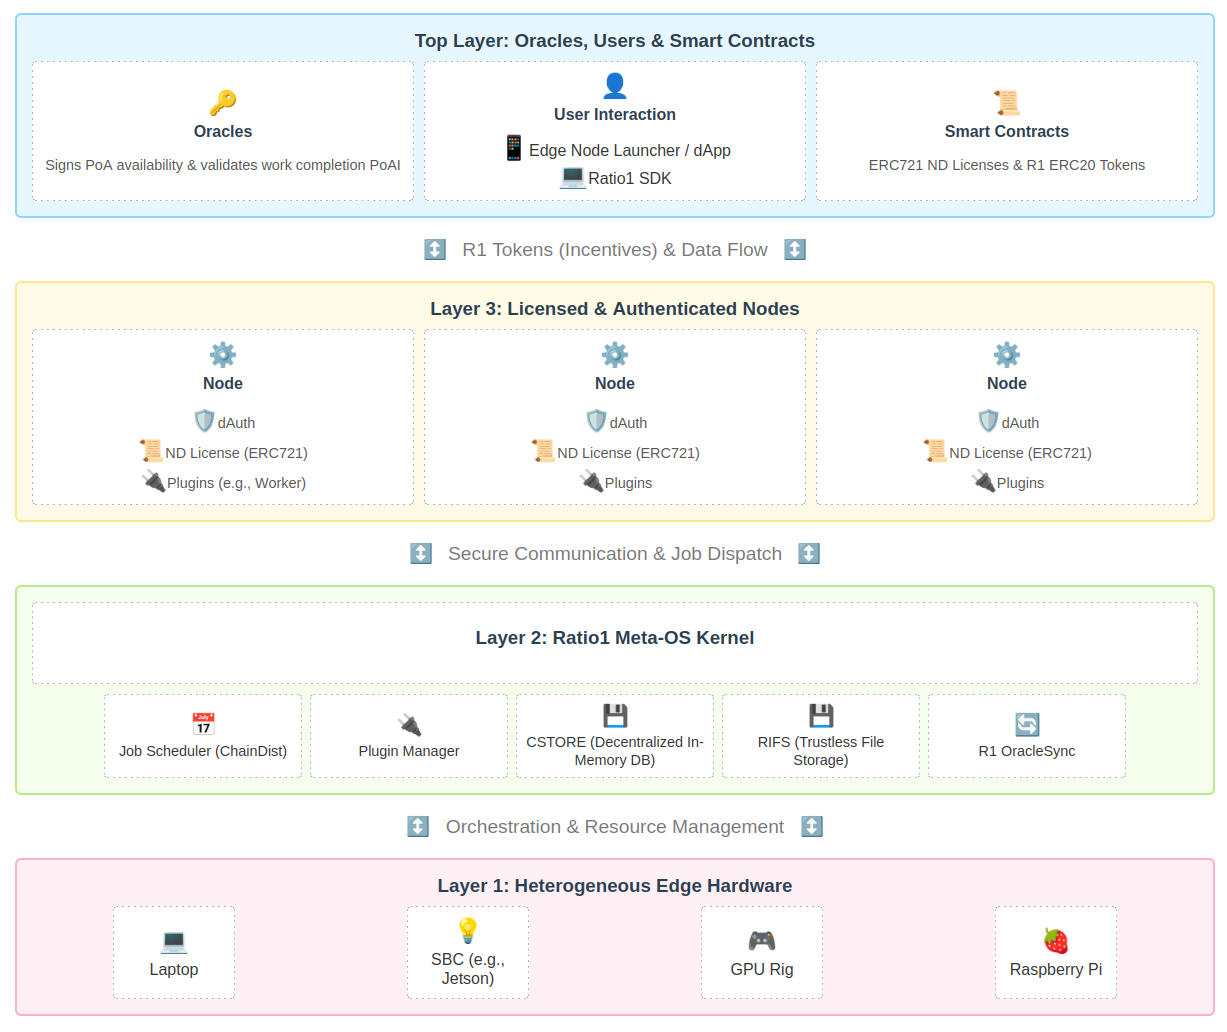 Top Layer: Oracles, Users & Smart Contracts
Oracles
Signs PoA availability & validates work completion PoAI
User Interaction
Edge Node Launcher / dApp
Ratio1 SDK
Smart Contracts
ERC721 ND Licenses & R1 ERC20 Tokens
R1 Tokens (Incentives) & Data Flow
Layer 3: Licensed & Authenticated Nodes
Node
dAuth
ND License (ERC721)
Plugins (e.g., Worker)
Node
dAuth
ND License (ERC721)
Plugins
Node
dAuth
ND License (ERC721)
Plugins
Secure Communication & Job Dispatch
Layer 2: Ratio1 Meta-OS Kernel
Job Scheduler (ChainDist)
Plugin Manager
CSTORE (Decentralized In-
Memory DB)
RIFS (Trustless File
Storage)
R1 OracleSync
Orchestration & Resource Management
Layer 1: Heterogeneous Edge Hardware
Laptop
SBC (e.g.,
Jetson)
GPU Rig
Raspberry Pi